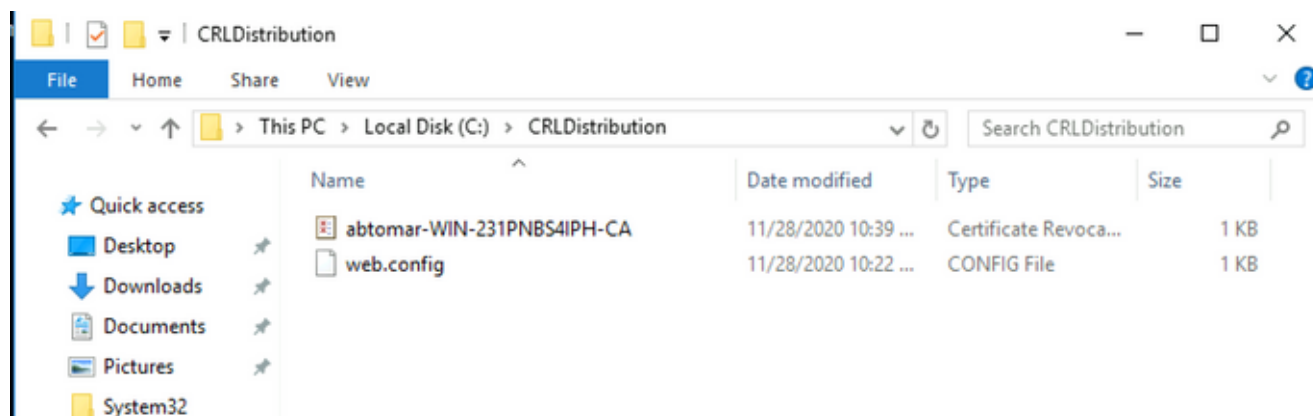 CRLDistribution
File Home Share View
This PC > Local Disk (C:) > CRLDistribution
Search CRLDistribution
Name Date modified Type Size
Quick access
Desktop
Downloads
Documents
Pictures
System32
abtomar-WIN-231PNBS4IPH-CA 11/28/2020 10:39 ... Certificate Revoca... 1 KB
web.config 11/28/2020 10:22 ... CONFIG File 1 KB